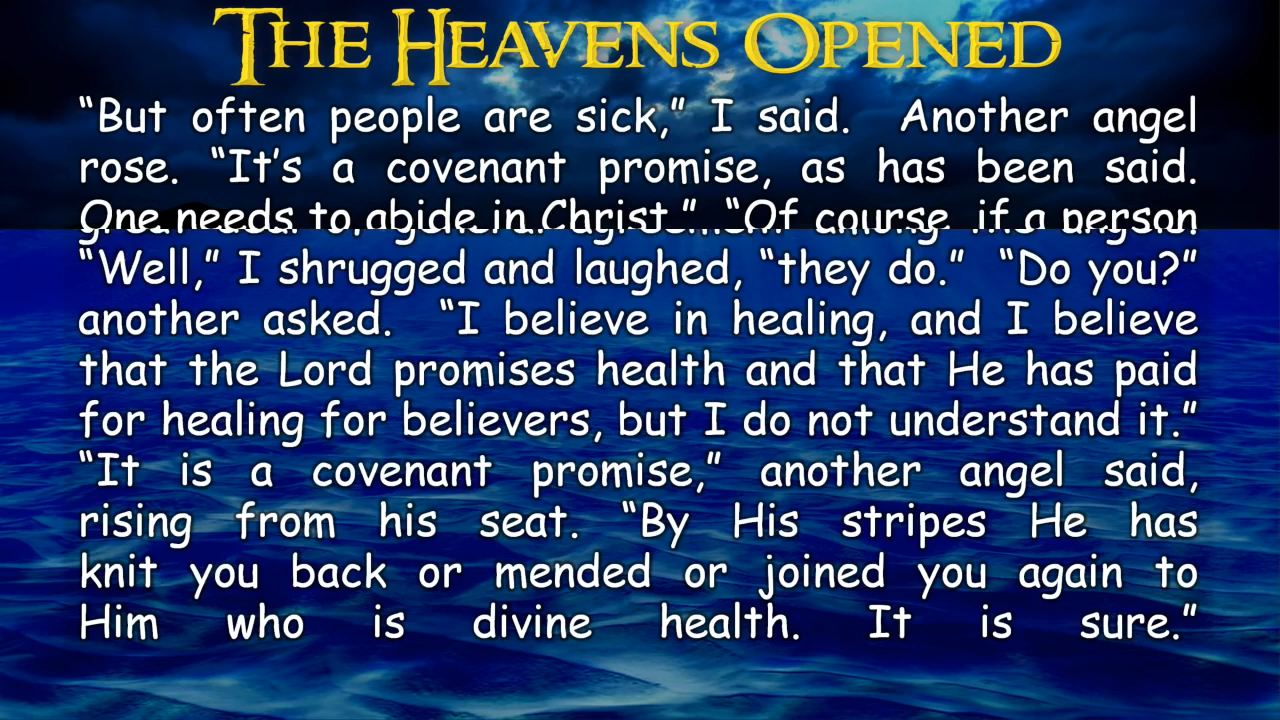 THE HEAVENS OPENED
“But often people are sick,” I said. Another angel
rose. “It’s a covenant promise, as has been said.
One needs to abide in Christ.” “Of course, if a person
“Well,” I shrugged and laughed, “they do.” “Do you?”
another asked. “I believe in healing, and I believe
that the Lord promises health and that He has paid
for healing for believers, but I do not understand it.”
“It is a covenant promise,” another angel said,
rising from his seat. “By His stripes He has
knit you back or mended or joined you again to
Him who is divine health. It is sure.”